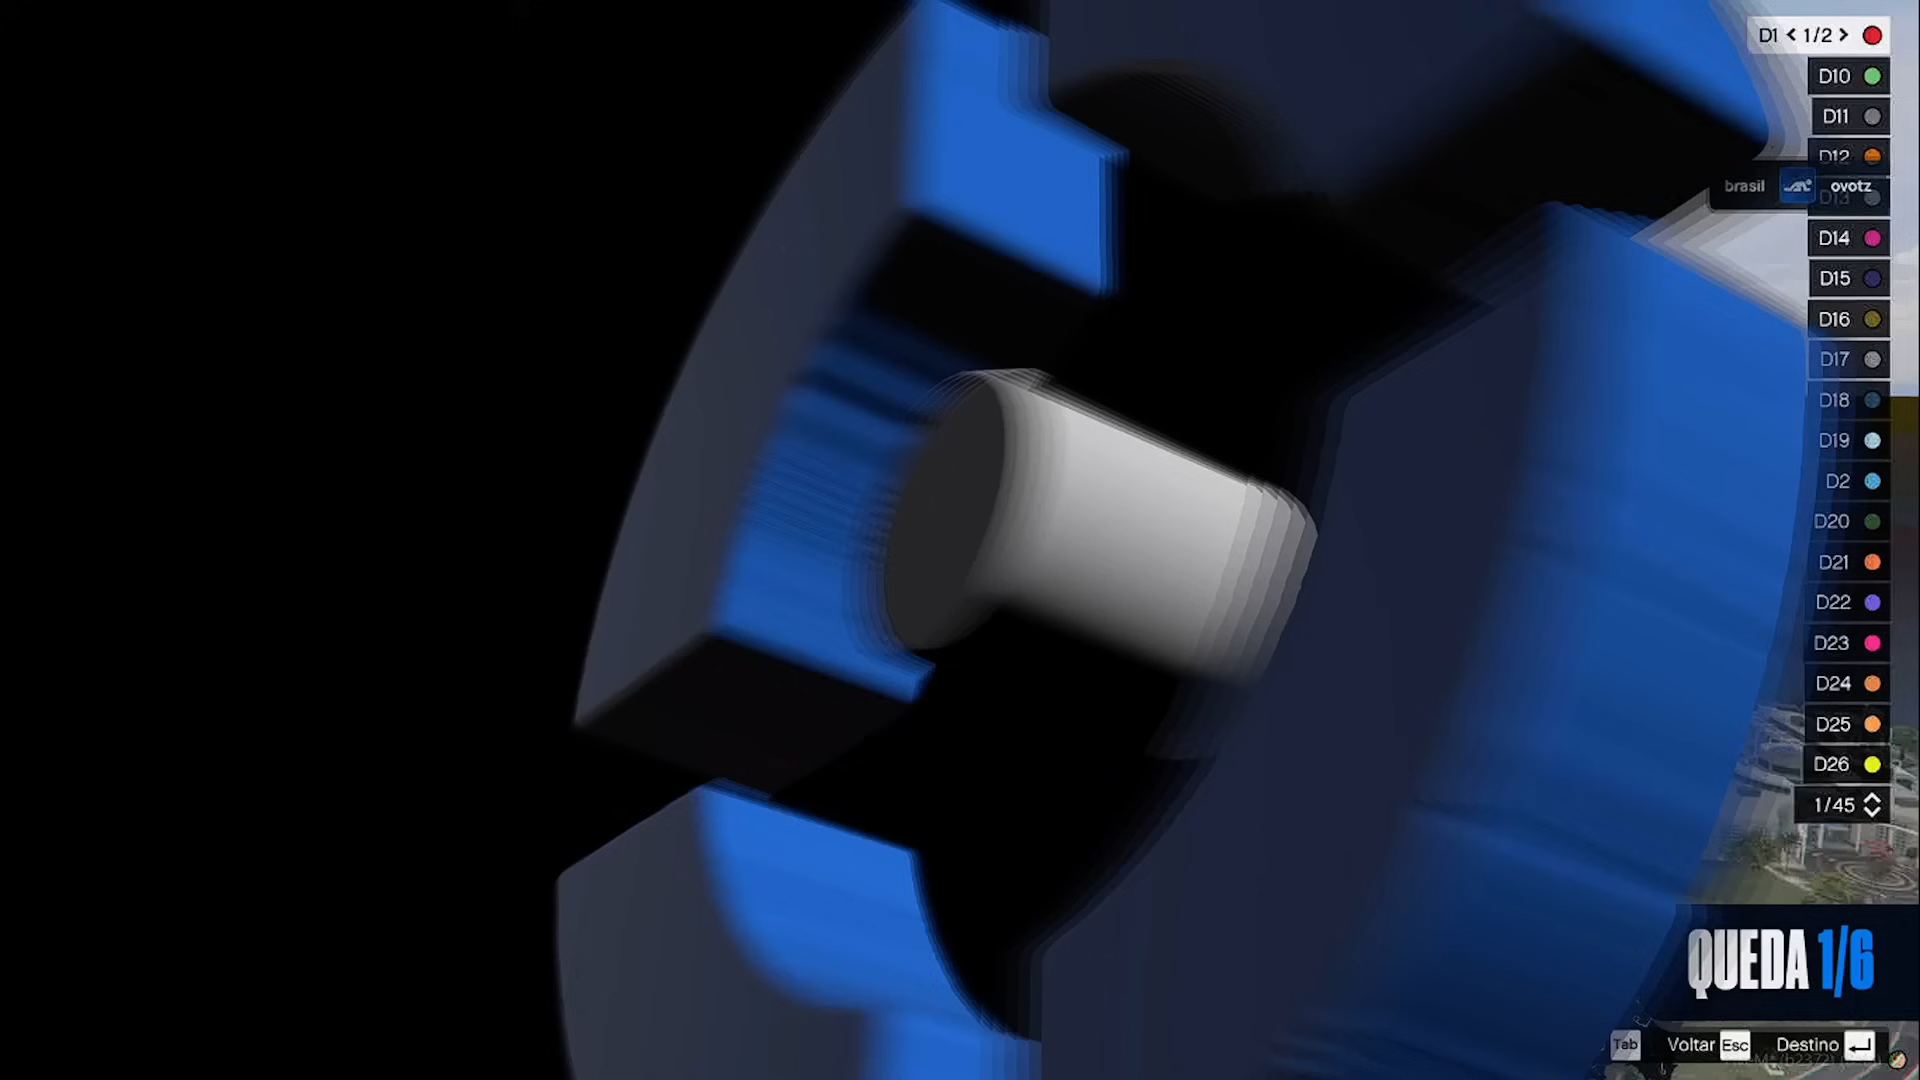 D1 < 1/2 >
D10
D11
D12
brasil ovotz
D13
D14
D15
D16
D17
D18
D19
D2
D20
D21
D22
D23
D24
D25
D26
1/45
QUEDA 1/6
Tab Voltar Esc Destino